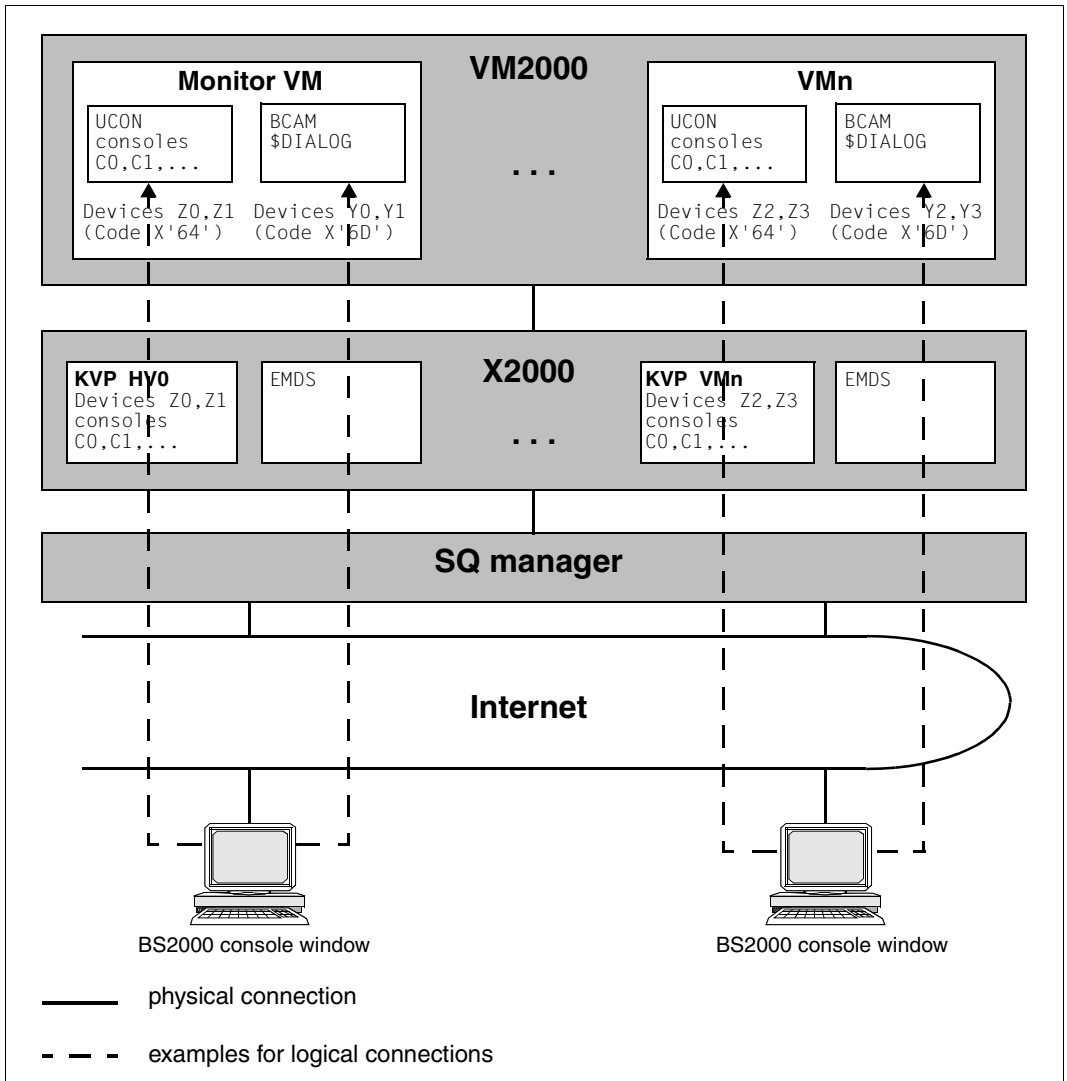 VM2000
Monitor VM
UCON
consoles
C0,C1,...
BCAM
$DIALOG
Devices Z0,Z1
(Code X'64')
Devices Y0,Y1
(Code X'6D')
. . .
VMn
UCON
consoles
C0,C1,...
BCAM
$DIALOG
Devices Z2,Z3
(Code X'64')
Devices Y2,Y3
(Code X'6D')
X2000
KVP HV0
Devices Z0,Z1
consoles
C0,C1,...
EMDS
. . .
KVP VMn
Devices Z2,Z3
consoles
C0,C1,...
EMDS
SQ manager
Internet
BS2000 console window
BS2000 console window
physical connection
examples for logical connections